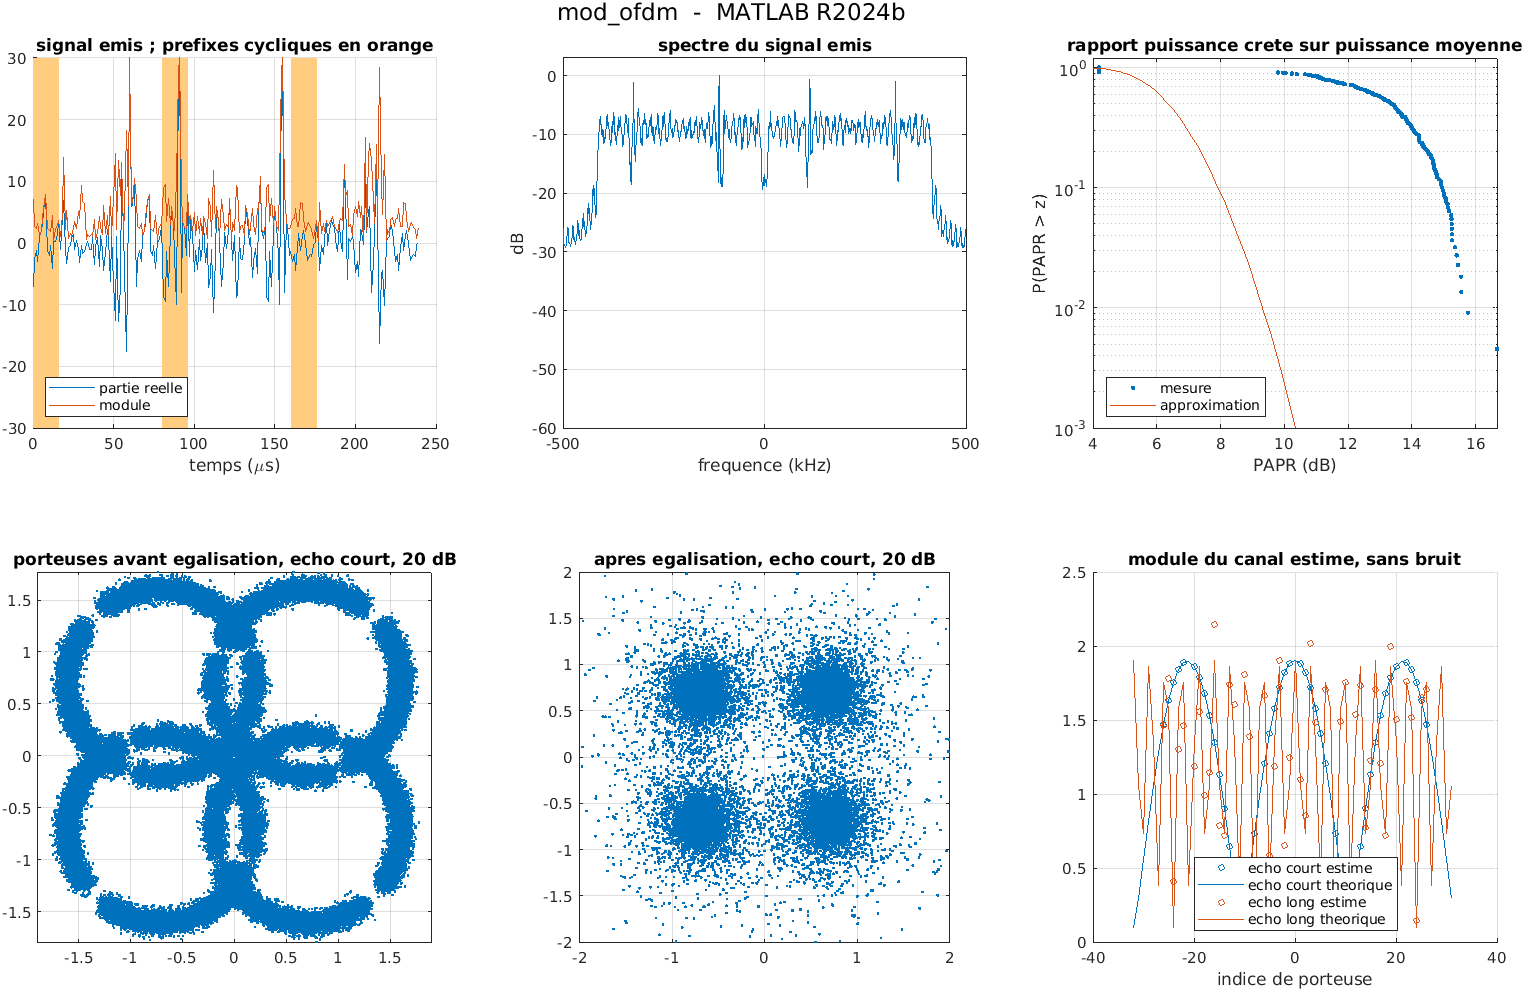 mod_ofdm - MATLAB R2024b
signal emis ; prefixes cycliques en orange
30
20
10
0
-10
-20
-30
partie reelle
module
0 50 100 150 200 250
temps (μs)
spectre du signal emis
dB
0
-10
-20
-30
-40
-50
-60
-500 0 500
frequence (kHz)
rapport puissance crete sur puissance moyenne
P(PAPR > z)
10^0
10^-1
10^-2
10^-3
mesure
approximation
4 6 8 10 12 14 16
PAPR (dB)
porteuses avant egalisation, echo court, 20 dB
1.5
1
0.5
0
-0.5
-1
-1.5
-1.5 -1 -0.5 0 0.5 1 1.5
apres egalisation, echo court, 20 dB
2
1.5
1
0.5
0
-0.5
-1
-1.5
-2
-2 -1 0 1 2
module du canal estime, sans bruit
2.5
2
1.5
1
0.5
0
echo court estime
echo court theorique
echo long estime
echo long theorique
-40 -20 0 20 40
indice de porteuse